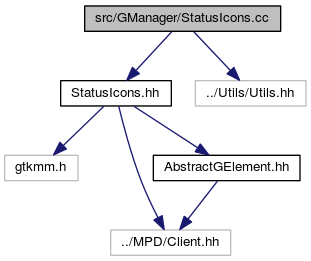 src/GManager/StatusIcons.cc
StatusIcons.hh
../Utils/Utils.hh
gtkmm.h
AbstractGElement.hh
../MPD/Client.hh